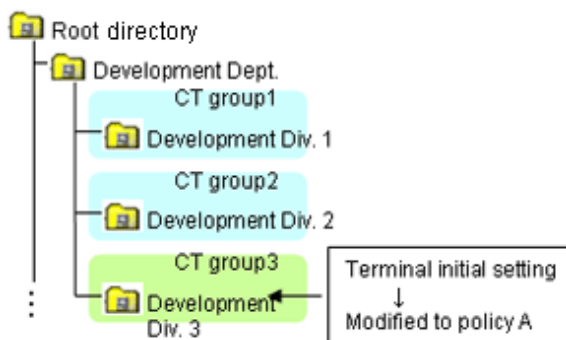 Root directory
Development Dept.
CT group1
Development Div. 1
CT group2
Development Div. 2
CT group3
Development
Div. 3
Terminal initial setting
↓
Modified to policy A